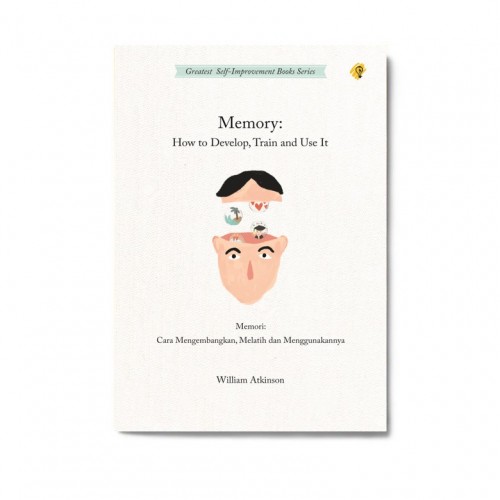 Greatest Self-Improvement Books Series
Memory:
How to Develop, Train and Use It
Memori:
Cara Mengembangkan, Melatih dan Menggunakannya
William Atkinson